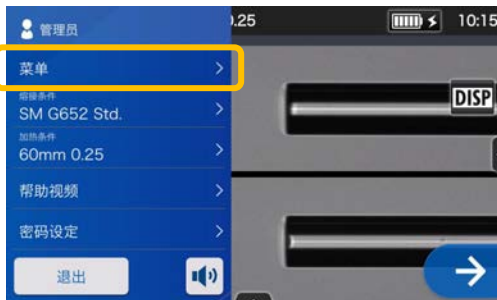 管理员
.25
10:15
菜单
熔接条件
SM G652 Std.
DISP
加热条件
60mm 0.25
帮助视频
密码设定
退出